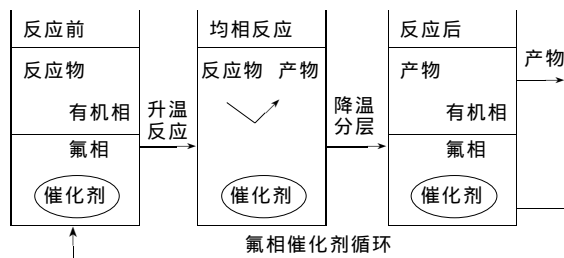 反应前
反应物
有机相
氟相
催化剂
升温
反应
均相反应
反应物 产物
催化剂
降温
分层
反应后
产物
有机相
氟相
催化剂
产物
氟相催化剂循环